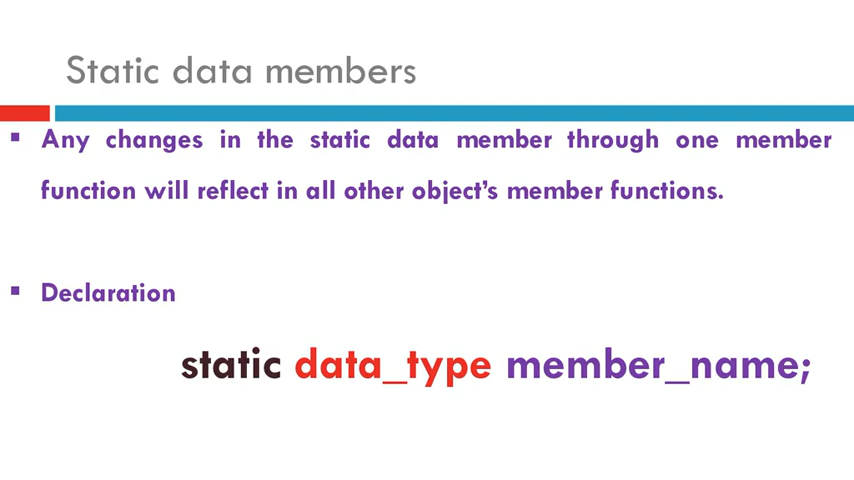 Static data members
▪ Any changes in the static data member through one member
function will reflect in all other object’s member functions.
▪ Declaration
static data_type member_name;